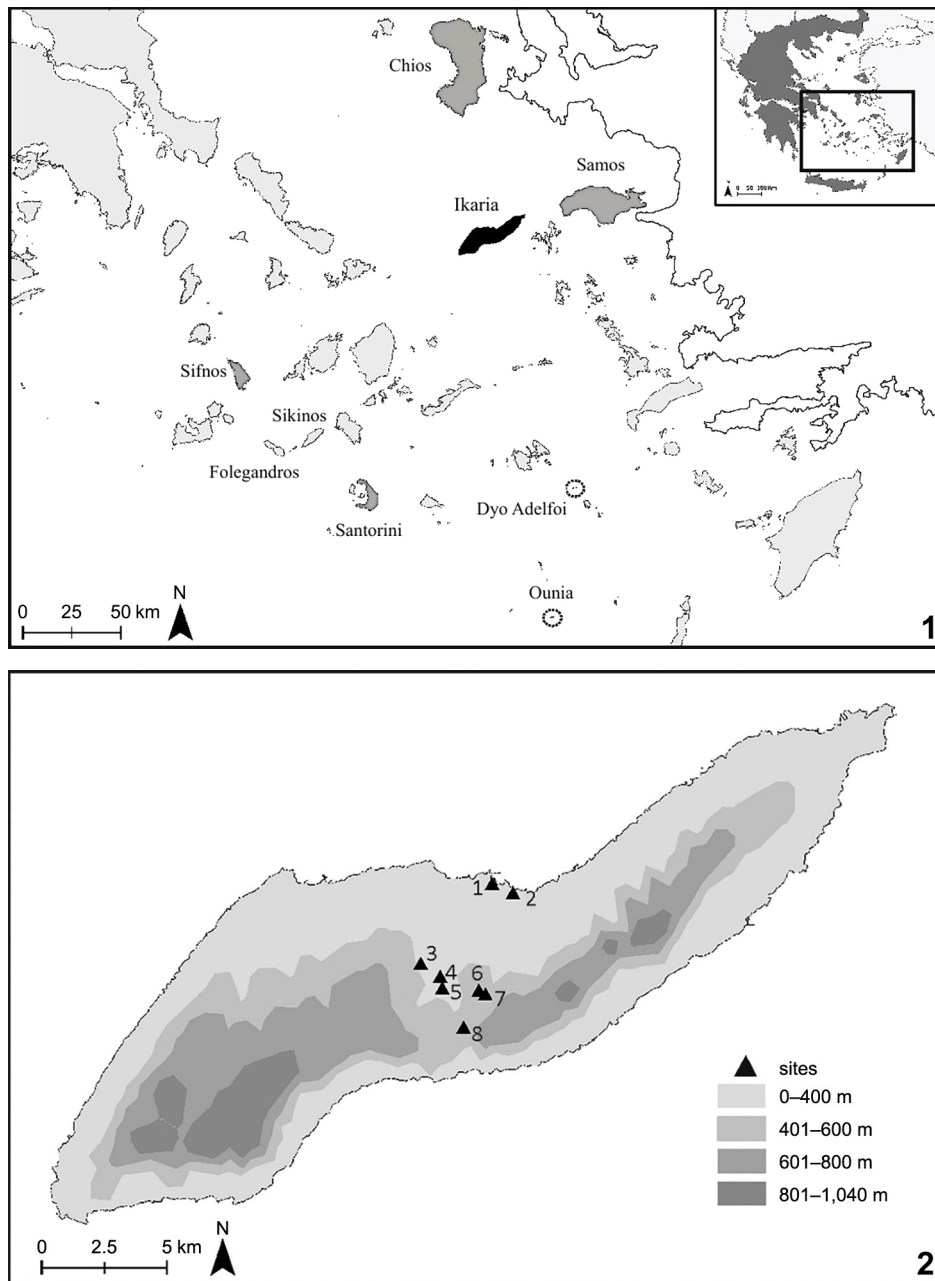 Chios
Samos
Ikaria
Sifnos
Sikinos
Folegandros
Santorini
Dyo Adelfoi
Ounia
N
0 25 50 km
1
1
2
3
4
6
5
7
8
sites
0–400 m
401–600 m
601–800 m
801–1,040 m
N
0 2.5 5 km
2